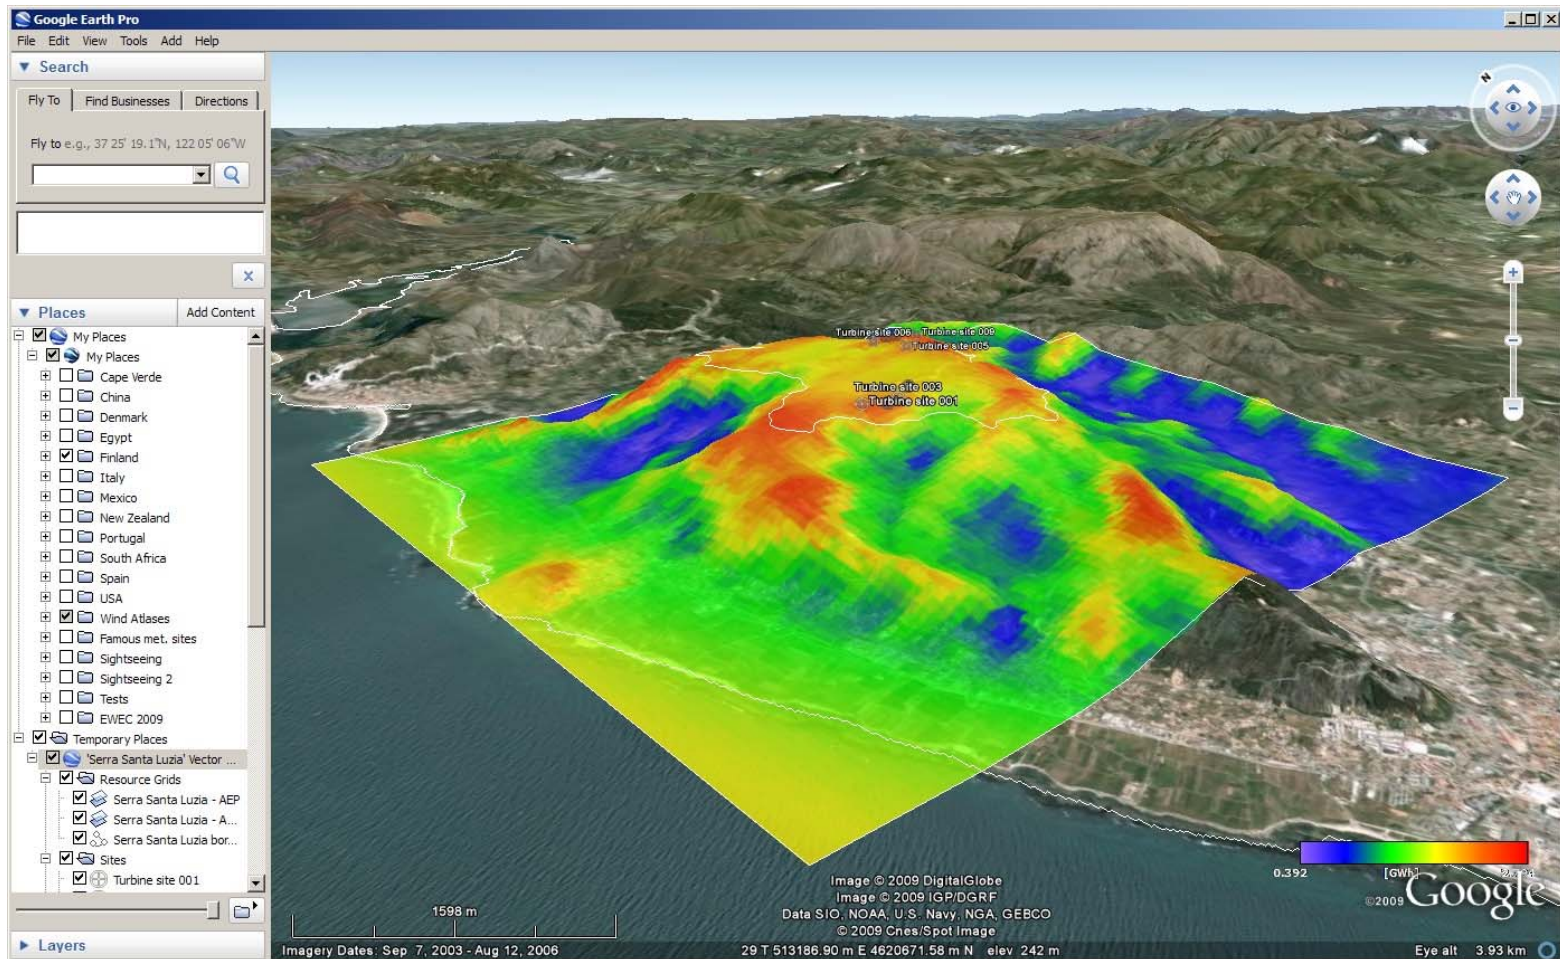 Google Earth Pro
File Edit View Tools Add Help
Search
Fly To Find Businesses Directions
Fly to e.g., 37 25' 19.1"N, 122 05' 06"W
Places Add Content
My Places
My Places
Cape Verde
China
Denmark
Egypt
Finland
Italy
Mexico
New Zealand
Portugal
South Africa
Spain
USA
Wind Atlases
Famous met. sites
Sightseeing
Sightseeing 2
Tests
EWEC 2009
Temporary Places
'Serra Santa Luzia' Vector ...
Resource Grids
Serra Santa Luzia - AEP
Serra Santa Luzia - A...
Serra Santa Luzia bor...
Sites
Turbine site 001
Layers
N
Turbine site 006 Turbine site 009
Turbine site 005
Turbine site 003
Turbine site 001
0.392 [GWh]
©2009 Google
Image © 2009 DigitalGlobe
Image © 2009 IGP/DGRF
Data SIO, NOAA, U.S. Navy, NGA, GEBCO
© 2009 Cnes/Spot Image
1598 m
Imagery Dates: Sep 7, 2003 - Aug 12, 2006 29 T 513186.90 m E 4620671.58 m N elev 242 m Eye alt 3.93 km